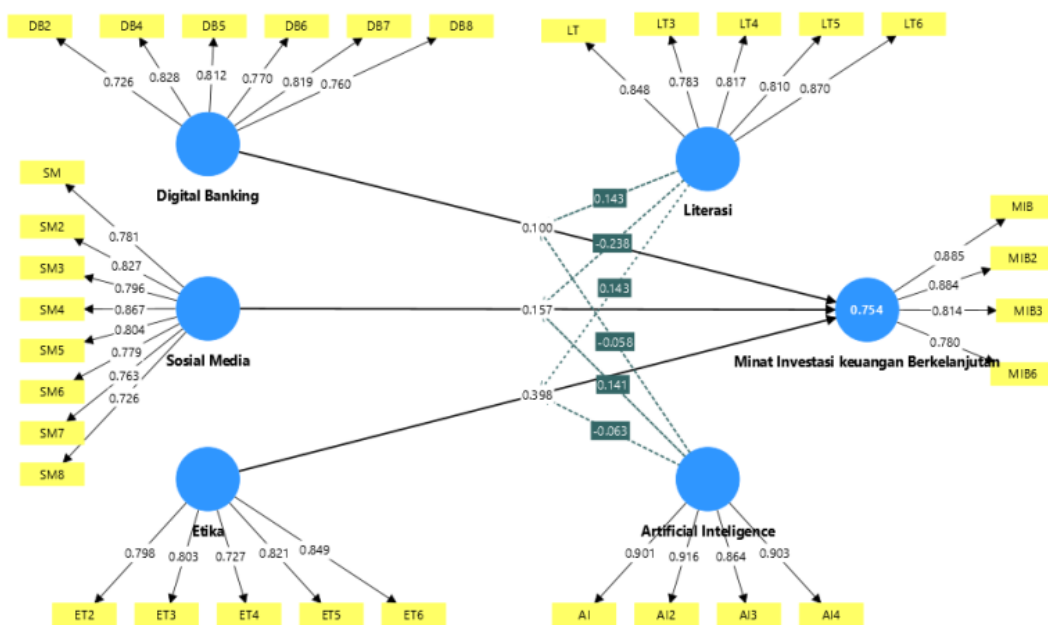 DB2 DB4 DB5 DB6 DB7 DB8
0.726 0.828 0.812 0.770 0.819 0.760
Digital Banking
LT LT3 LT4 LT5 LT6
0.848 0.783 0.817 0.810 0.870
Literasi
SM
SM2
SM3
SM4
SM5
SM6
SM7
SM8
0.781
0.827
0.796
0.867
0.804
0.779
0.763
0.726
Sosial Media
0.100
0.157
0.398
0.143
-0.238
0.143
-0.058
0.141
-0.063
0.754
Minat Investasi keuangan Berkelanjutan
0.885
0.884
0.814
0.780
MIB
MIB2
MIB3
MIB6
Etika
0.798 0.803 0.727 0.821 0.849
ET2 ET3 ET4 ET5 ET6
Artificial Inteligence
0.901 0.916 0.864 0.903
AI AI2 AI3 AI4